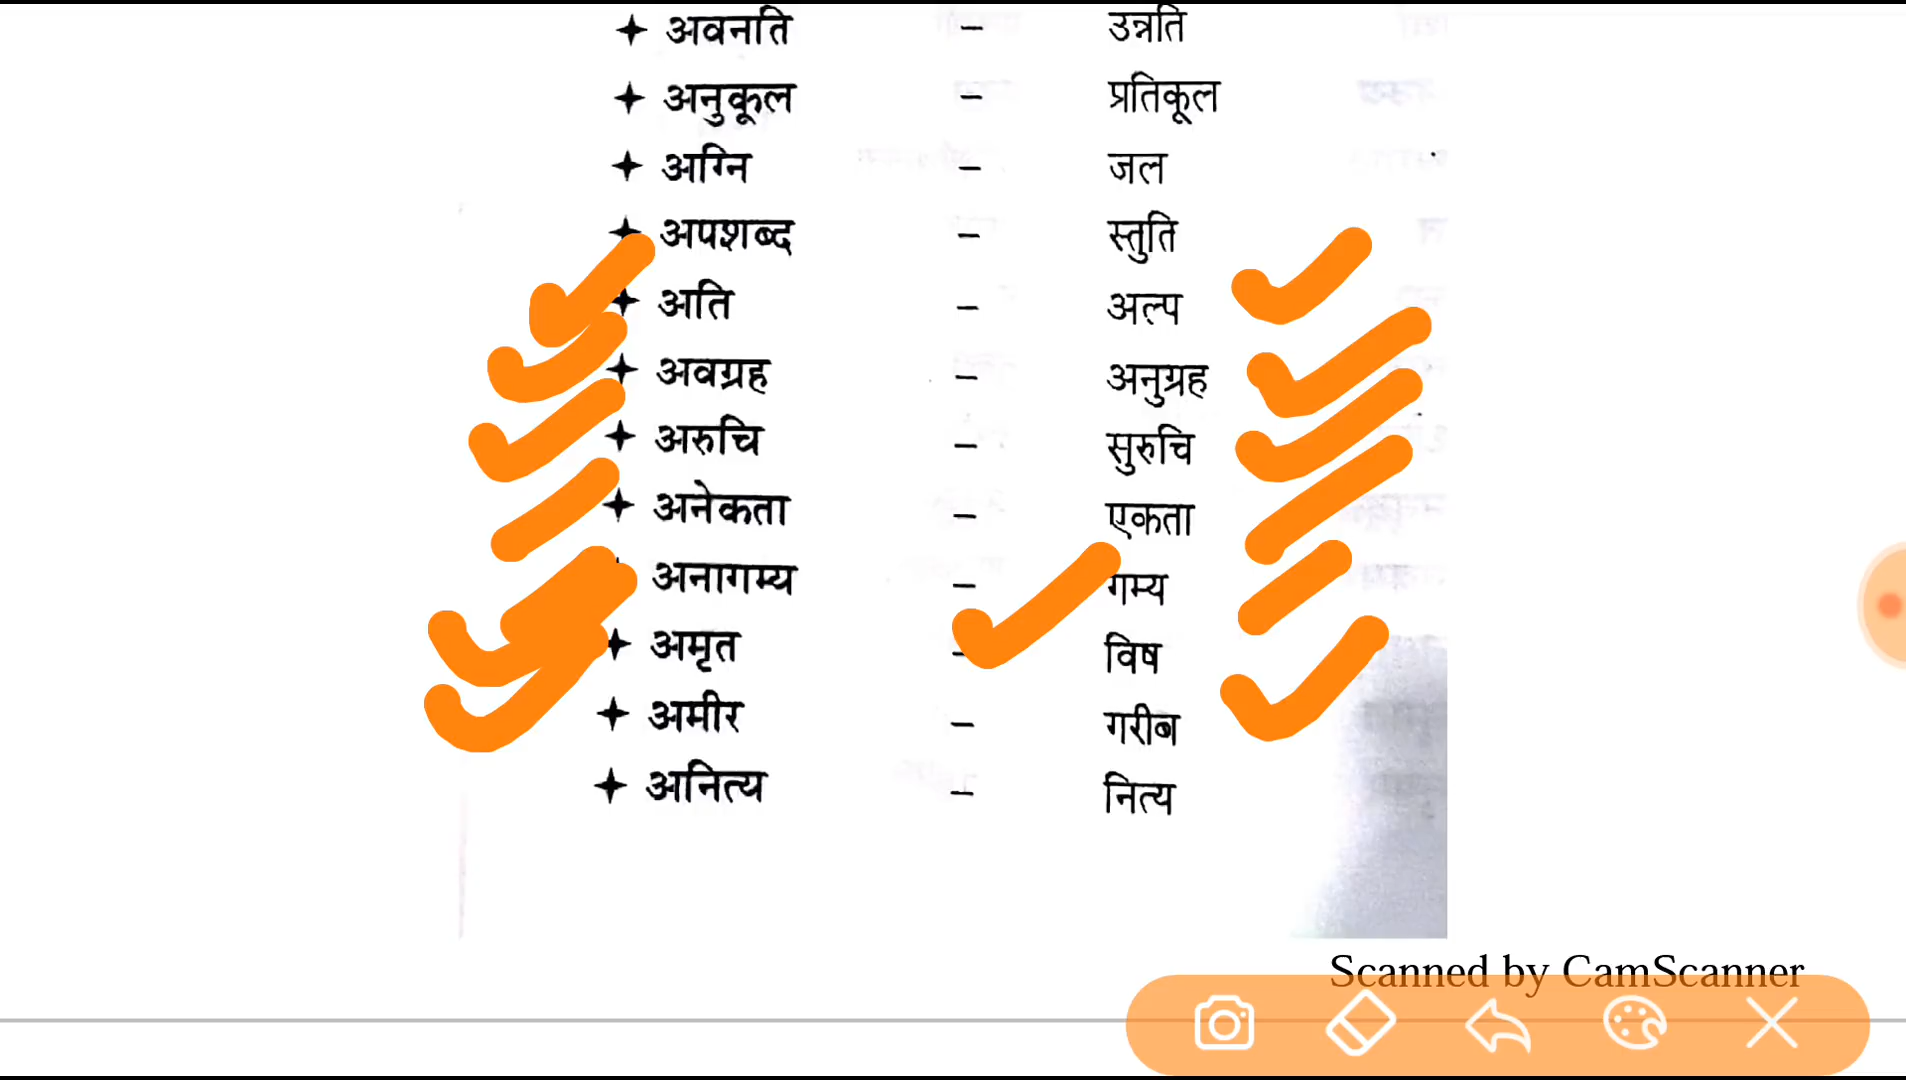 ✦ अवनति – उन्नति
✦ अनुकूल – प्रतिकूल
✦ अग्नि – जल
✦ अपशब्द – स्तुति
✦ अति – अल्प
✦ अवग्रह – अनुग्रह
✦ अरुचि – सुरुचि
✦ अनेकता – एकता
अनागम्य – गम्य
✦ अमृत – विष
✦ अमीर – गरीब
✦ अनित्य – नित्य
Scanned by CamScanner